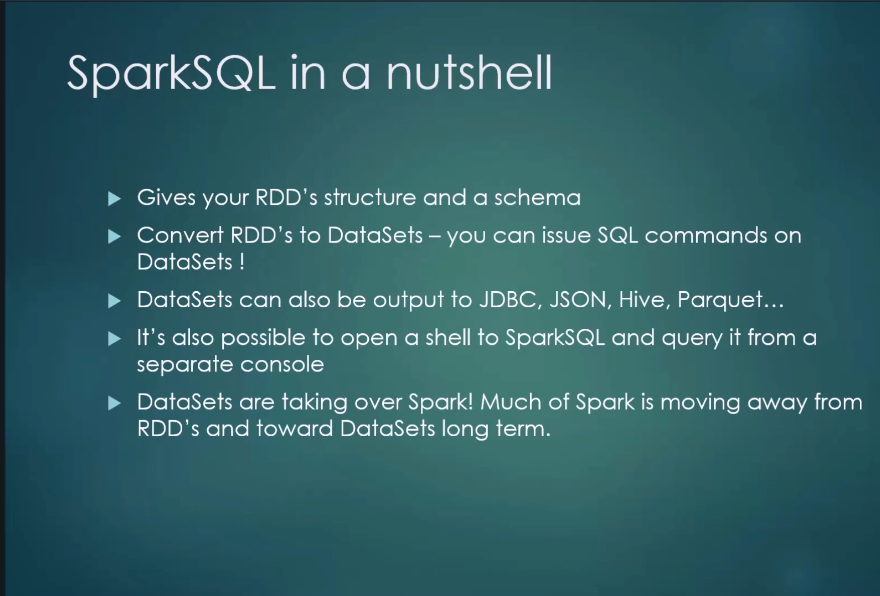 SparkSQL in a nutshell
Gives your RDD's structure and a schema
Convert RDD's to DataSets – you can issue SQL commands on
DataSets !
DataSets can also be output to JDBC, JSON, Hive, Parquet…
It's also possible to open a shell to SparkSQL and query it from a
separate console
DataSets are taking over Spark! Much of Spark is moving away from
RDD's and toward DataSets long term.